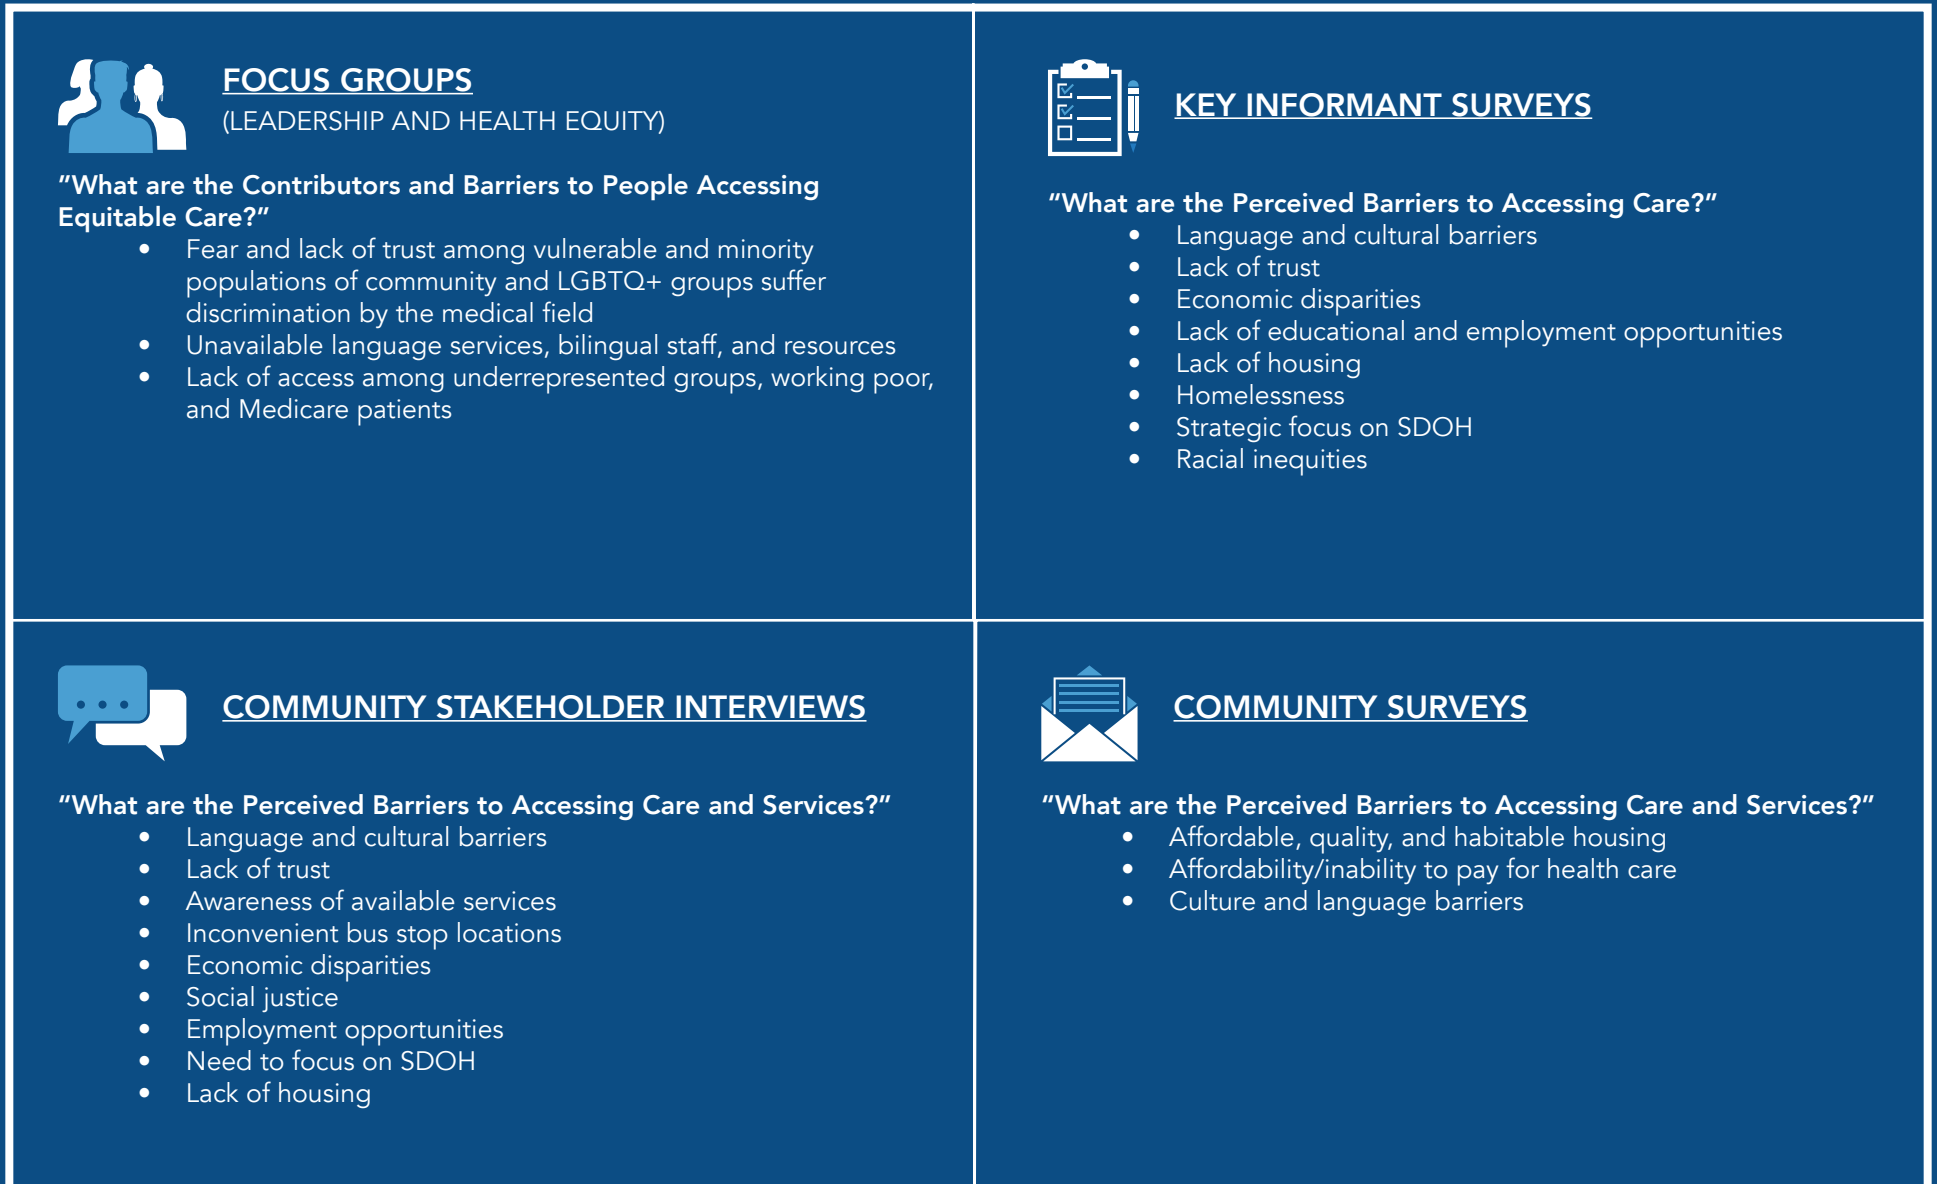 FOCUS GROUPS
(LEADERSHIP AND HEALTH EQUITY)
"What are the Contributors and Barriers to People Accessing
Equitable Care?"
• Fear and lack of trust among vulnerable and minority
populations of community and LGBTQ+ groups suffer
discrimination by the medical field
• Unavailable language services, bilingual staff, and resources
• Lack of access among underrepresented groups, working poor,
and Medicare patients
KEY INFORMANT SURVEYS
"What are the Perceived Barriers to Accessing Care?"
• Language and cultural barriers
• Lack of trust
• Economic disparities
• Lack of educational and employment opportunities
• Lack of housing
• Homelessness
• Strategic focus on SDOH
• Racial inequities
COMMUNITY STAKEHOLDER INTERVIEWS
"What are the Perceived Barriers to Accessing Care and Services?"
• Language and cultural barriers
• Lack of trust
• Awareness of available services
• Inconvenient bus stop locations
• Economic disparities
• Social justice
• Employment opportunities
• Need to focus on SDOH
• Lack of housing
COMMUNITY SURVEYS
"What are the Perceived Barriers to Accessing Care and Services?"
• Affordable, quality, and habitable housing
• Affordability/inability to pay for health care
• Culture and language barriers